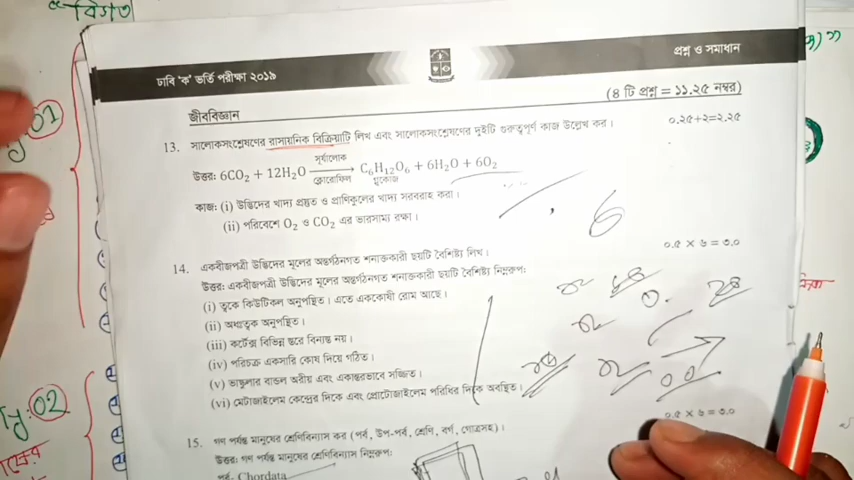 বিগত
ঢাবি 'ক' ভর্তি পরীক্ষা ২০১৯
প্রশ্ন ও সমাধান
জীববিজ্ঞান
(৪ টি প্রশ্ন = ১১.২৫ নম্বর)
13. সালোকসংশ্লেষণের রাসায়নিক বিক্রিয়াটি লিখ এবং সালোকসংশ্লেষণের দুইটি গুরুত্বপূর্ণ কাজ উল্লেখ কর।
০.২৫+২=২.২৫
উত্তর: 6CO2 + 12H2O সূর্যালোক ক্লোরোফিল → C6H12O6 + 6H2O + 6O2
গ্লুকোজ
কাজ: (i) উদ্ভিদের খাদ্য প্রস্তুত ও প্রাণিকুলের খাদ্য সরবরাহ করা।
(ii) পরিবেশে O2 ও CO2 এর ভারসাম্য রক্ষা।
14. একবীজপত্রী উদ্ভিদের মূলের অন্তর্গঠনগত শনাক্তকারী ছয়টি বৈশিষ্ট্য লিখ।
০.৫ × ৬ = ৩.০
উত্তর: একবীজপত্রী উদ্ভিদের মূলের অন্তর্গঠনগত শনাক্তকারী ছয়টি বৈশিষ্ট্য নিম্নরূপ:
(i) ত্বকে কিউটিকল অনুপস্থিত। এতে এককোষী রোম আছে।
(ii) অধঃত্বক অনুপস্থিত।
(iii) কর্টেক্স বিভিন্ন স্তরে বিন্যস্ত নয়।
(iv) পরিচক্র একসারি কোষ দিয়ে গঠিত।
(v) ভাস্কুলার বান্ডল অরীয় এবং একান্তরভাবে সজ্জিত।
(vi) মেটাজাইলেম কেন্দ্রের দিকে এবং প্রোটোজাইলেম পরিধির দিকে অবস্থিত।
15. গণ পর্যন্ত মানুষের শ্রেণিবিন্যাস কর (পর্ব, উপ-পর্ব, শ্রেণি, বর্গ, গোত্রসহ)।
০.৫ × ৬ = ৩.০
উত্তর: গণ পর্যন্ত মানুষের শ্রেণিবিন্যাস নিম্নরূপ:
পর্ব: Chordata
01
02